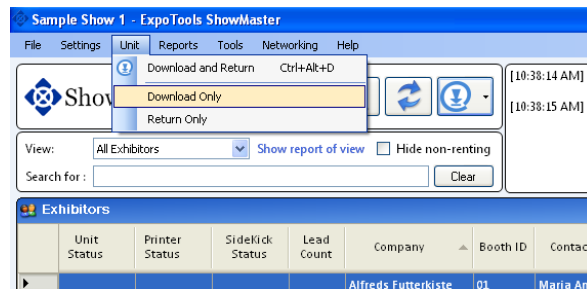 Sample Show 1 - ExpoTools ShowMaster
File Settings Unit Reports Tools Networking Help
Download and Return Ctrl+Alt+D
Download Only
Return Only
[10:38:14 AM]
[10:38:15 AM]
View: All Exhibitors Show report of view Hide non-renting
Search for : Clear
Exhibitors
Unit Status Printer Status SideKick Status Lead Count Company Booth ID
Alfreds Futterkiste 01 Maria